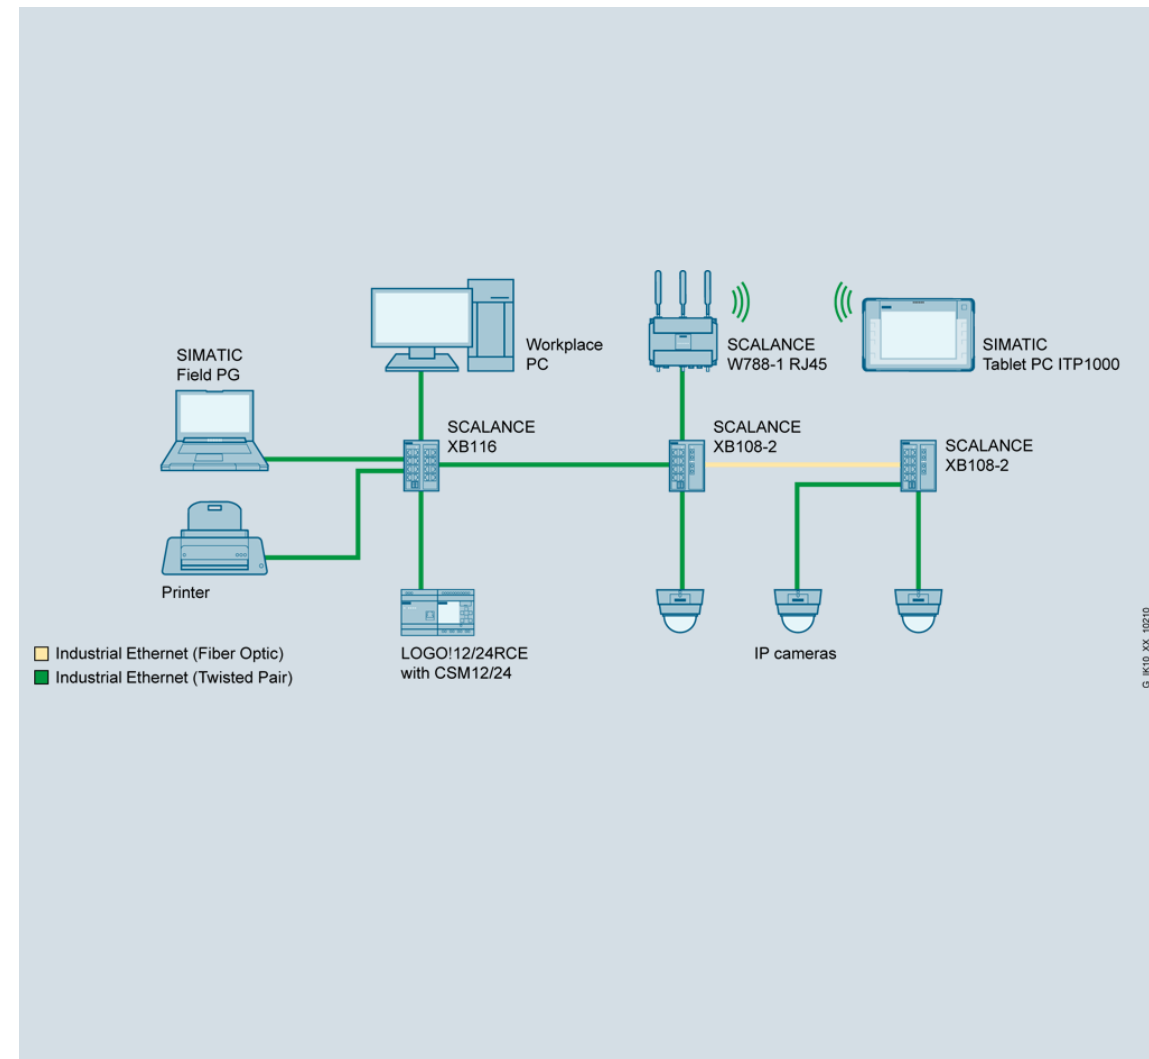 Workplace
PC
SCALANCE
W788-1 RJ45
SIMATIC
Tablet PC ITP1000
SIMATIC
Field PG
SCALANCE
XB116
SCALANCE
XB108-2
SCALANCE
XB108-2
Printer
LOGO!12/24RCE
with CSM12/24
IP cameras
Industrial Ethernet (Fiber Optic)
Industrial Ethernet (Twisted Pair)
G_IK10_XX_10210